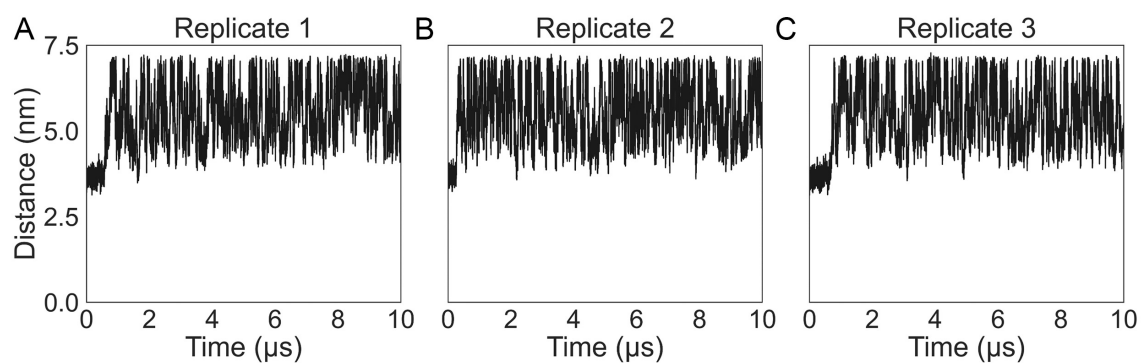 A Replicate 1 B Replicate 2 C Replicate 3
Distance (nm)
7.5
5.0
2.5
0.0
0 2 4 6 8 10 0 2 4 6 8 10 0 2 4 6 8 10
Time (µs) Time (µs) Time (µs)